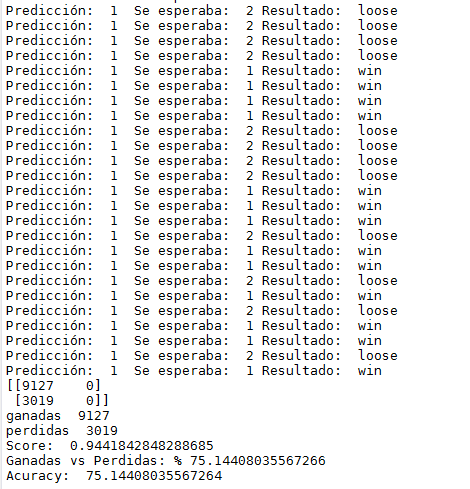 Predicción:  1  Se esperaba:  2 Resultado:  loose
Predicción:  1  Se esperaba:  2 Resultado:  loose
Predicción:  1  Se esperaba:  2 Resultado:  loose
Predicción:  1  Se esperaba:  2 Resultado:  loose
Predicción:  1  Se esperaba:  1 Resultado:  win
Predicción:  1  Se esperaba:  1 Resultado:  win
Predicción:  1  Se esperaba:  1 Resultado:  win
Predicción:  1  Se esperaba:  1 Resultado:  win
Predicción:  1  Se esperaba:  2 Resultado:  loose
Predicción:  1  Se esperaba:  2 Resultado:  loose
Predicción:  1  Se esperaba:  2 Resultado:  loose
Predicción:  1  Se esperaba:  2 Resultado:  loose
Predicción:  1  Se esperaba:  1 Resultado:  win
Predicción:  1  Se esperaba:  1 Resultado:  win
Predicción:  1  Se esperaba:  1 Resultado:  win
Predicción:  1  Se esperaba:  2 Resultado:  loose
Predicción:  1  Se esperaba:  1 Resultado:  win
Predicción:  1  Se esperaba:  1 Resultado:  win
Predicción:  1  Se esperaba:  2 Resultado:  loose
Predicción:  1  Se esperaba:  1 Resultado:  win
Predicción:  1  Se esperaba:  2 Resultado:  loose
Predicción:  1  Se esperaba:  1 Resultado:  win
Predicción:  1  Se esperaba:  1 Resultado:  win
Predicción:  1  Se esperaba:  2 Resultado:  loose
Predicción:  1  Se esperaba:  1 Resultado:  win
[[9127    0]
 [3019    0]]
ganadas  9127
perdidas  3019
Score:  0.9441842848288685
Ganadas vs Perdidas: % 75.14408035567266
Acuracy:  75.14408035567264